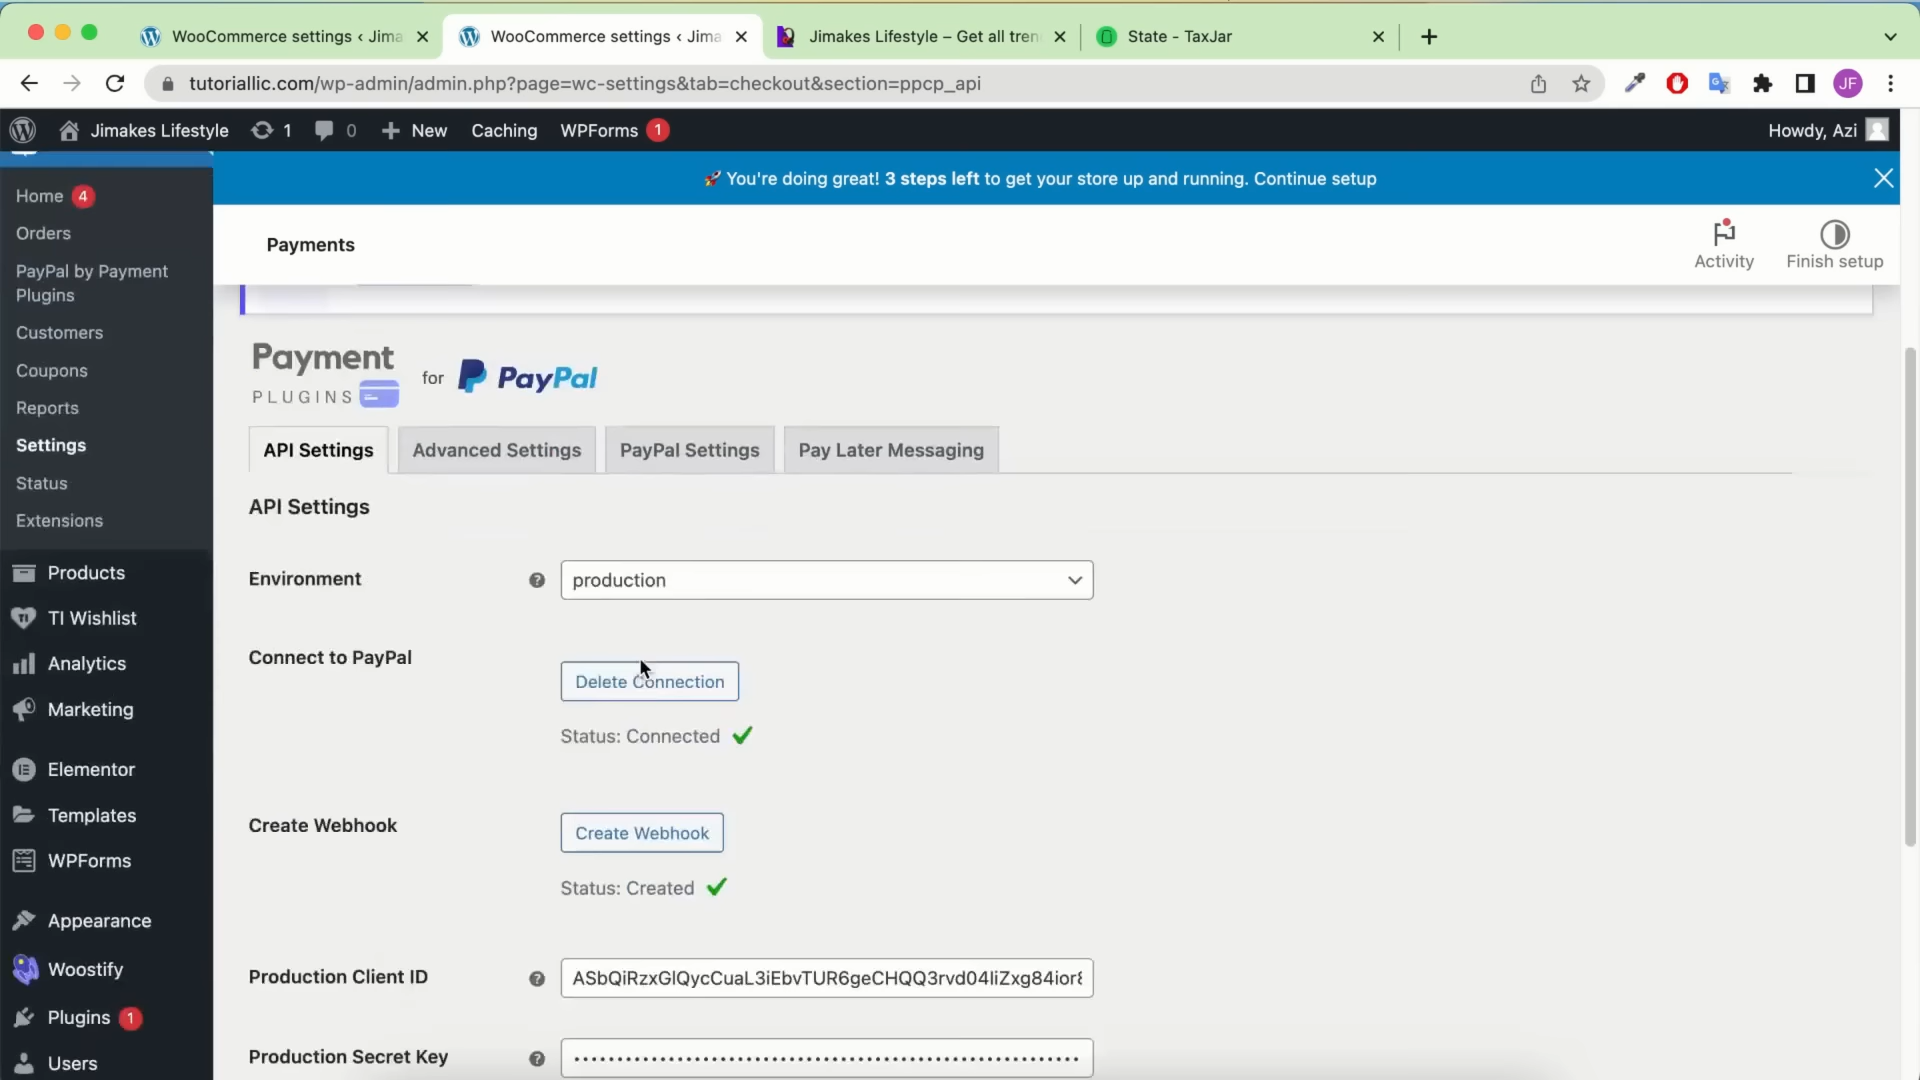 WooCommerce settings ‹ Jima
WooCommerce settings ‹ Jima
Jimakes Lifestyle – Get all tren
State - TaxJar
tutoriallic.com/wp-admin/admin.php?page=wc-settings&tab=checkout&section=ppcp_api
JF
Jimakes Lifestyle
1
0
New
Caching
WPForms
1
Howdy, Azi
🚀 You're doing great! 3 steps left to get your store up and running. Continue setup
Home 4
Orders
PayPal by Payment
Plugins
Customers
Coupons
Reports
Settings
Status
Extensions
Products
TI Wishlist
Analytics
Marketing
Elementor
Templates
WPForms
Appearance
Woostify
Plugins 1
Users
Payments
Activity
Finish setup
Payment
PLUGINS
for
PayPal
API Settings
Advanced Settings
PayPal Settings
Pay Later Messaging
API Settings
Environment
production
Connect to PayPal
Delete Connection
Status: Connected
Create Webhook
Create Webhook
Status: Created
Production Client ID
Production Secret Key